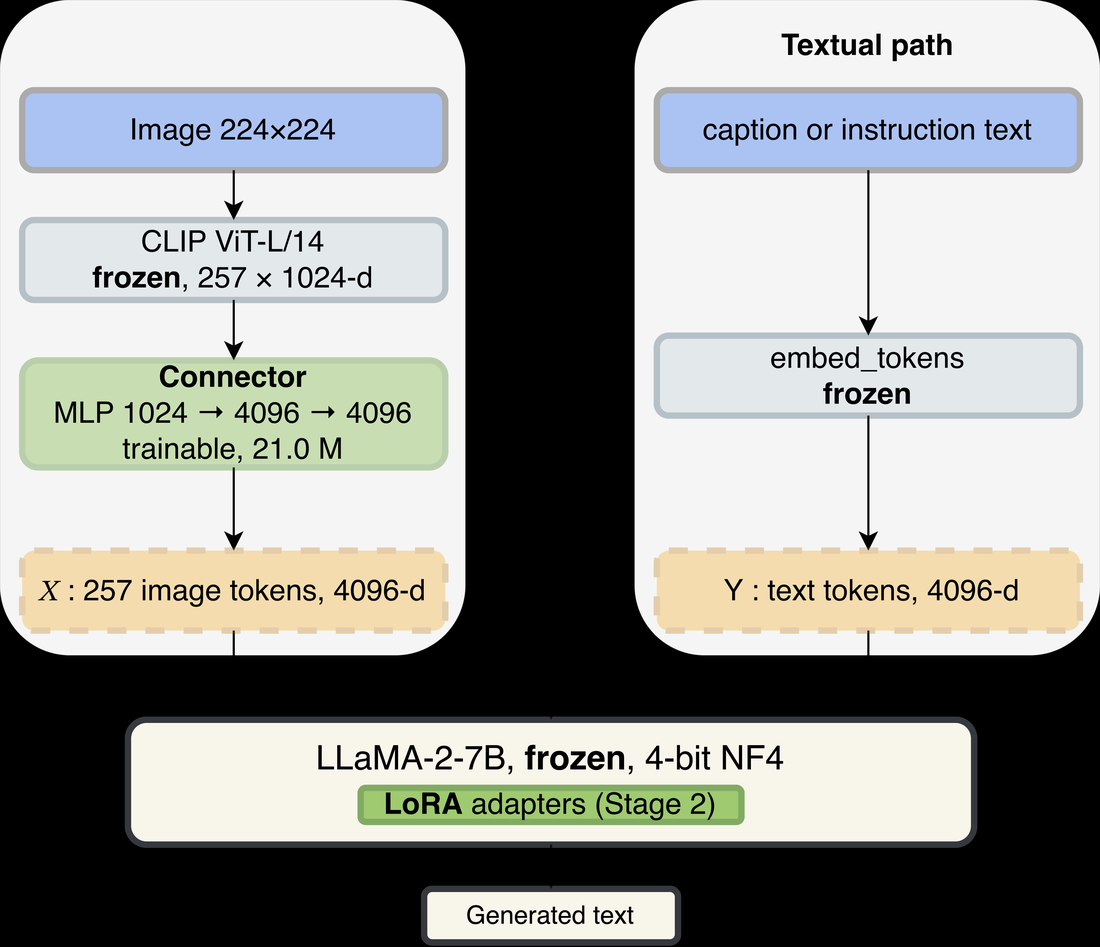 Image 224×224
CLIP ViT-L/14
frozen, 257 × 1024-d
Connector
MLP 1024 → 4096 → 4096
trainable, 21.0 M
X : 257 image tokens, 4096-d
Textual path
caption or instruction text
embed_tokens
frozen
Y : text tokens, 4096-d
LLaMA-2-7B, frozen, 4-bit NF4
LoRA adapters (Stage 2)
Generated text